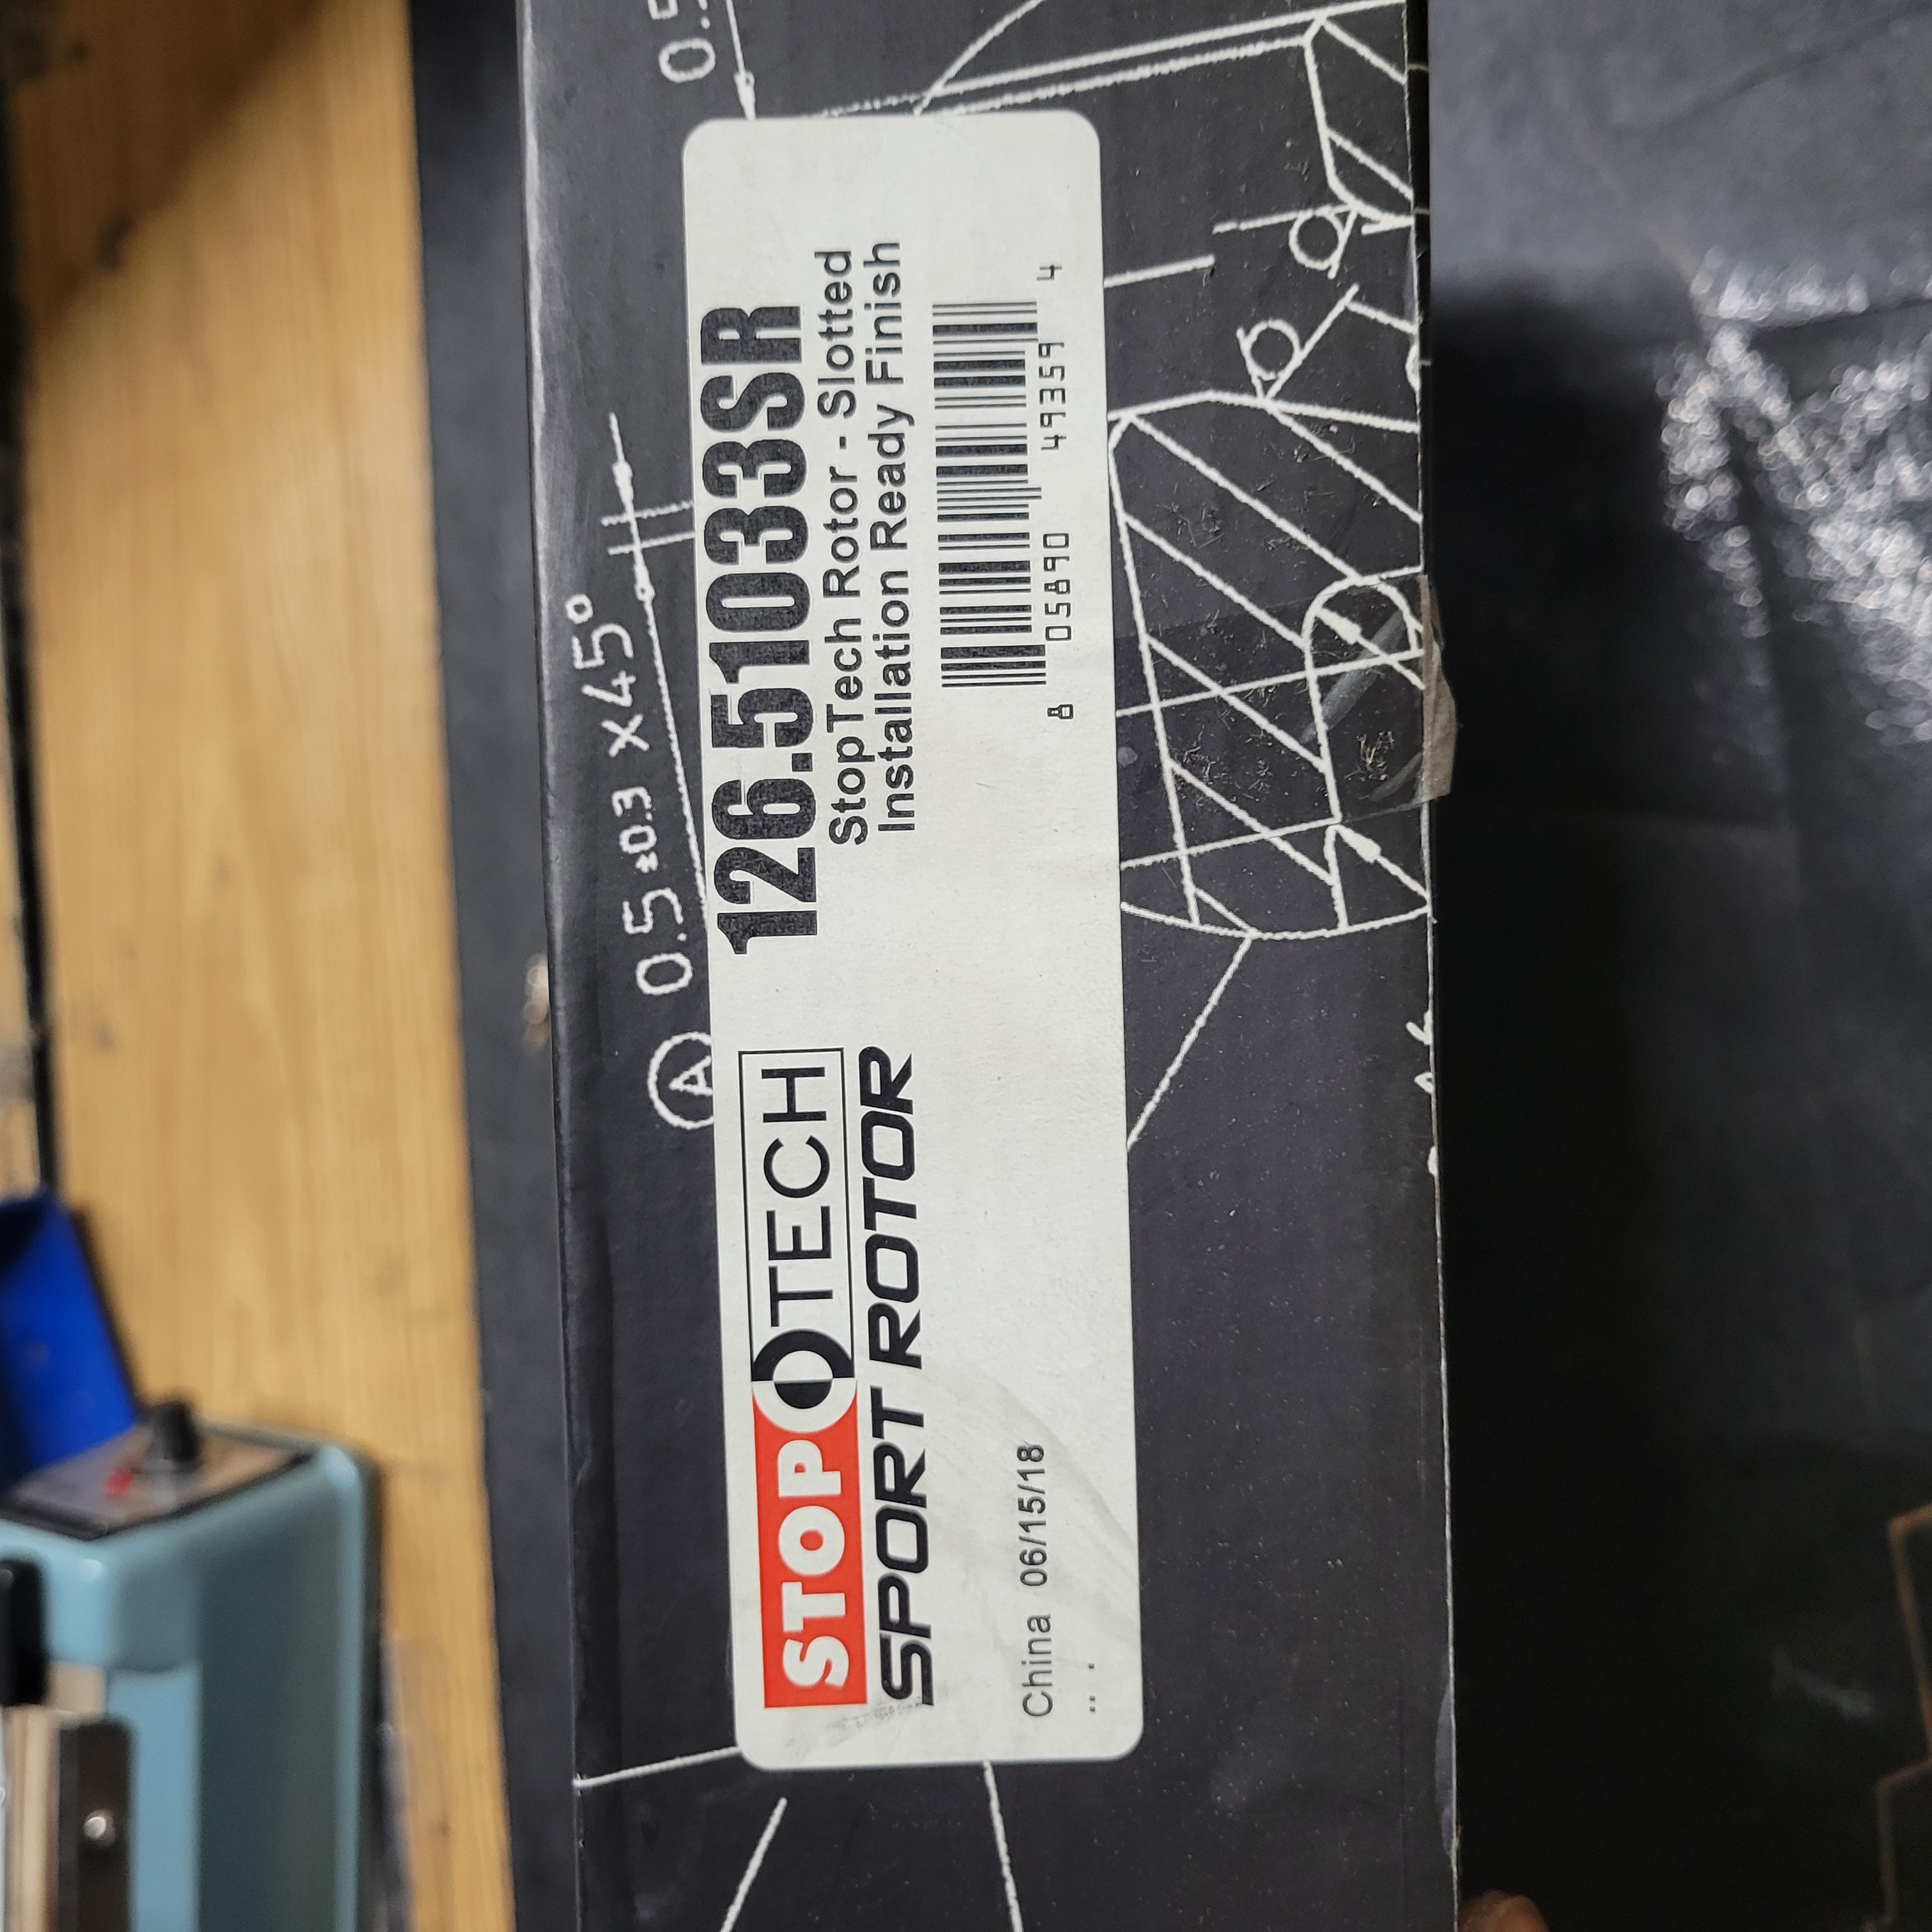 126.51033SR
StopTech Rotor - Slotted
Installation Ready Finish
8 05890 49359 4
STOPTECH
SPORT ROTOR
China 06/15/18
A 0.5 ±0.3 X45°